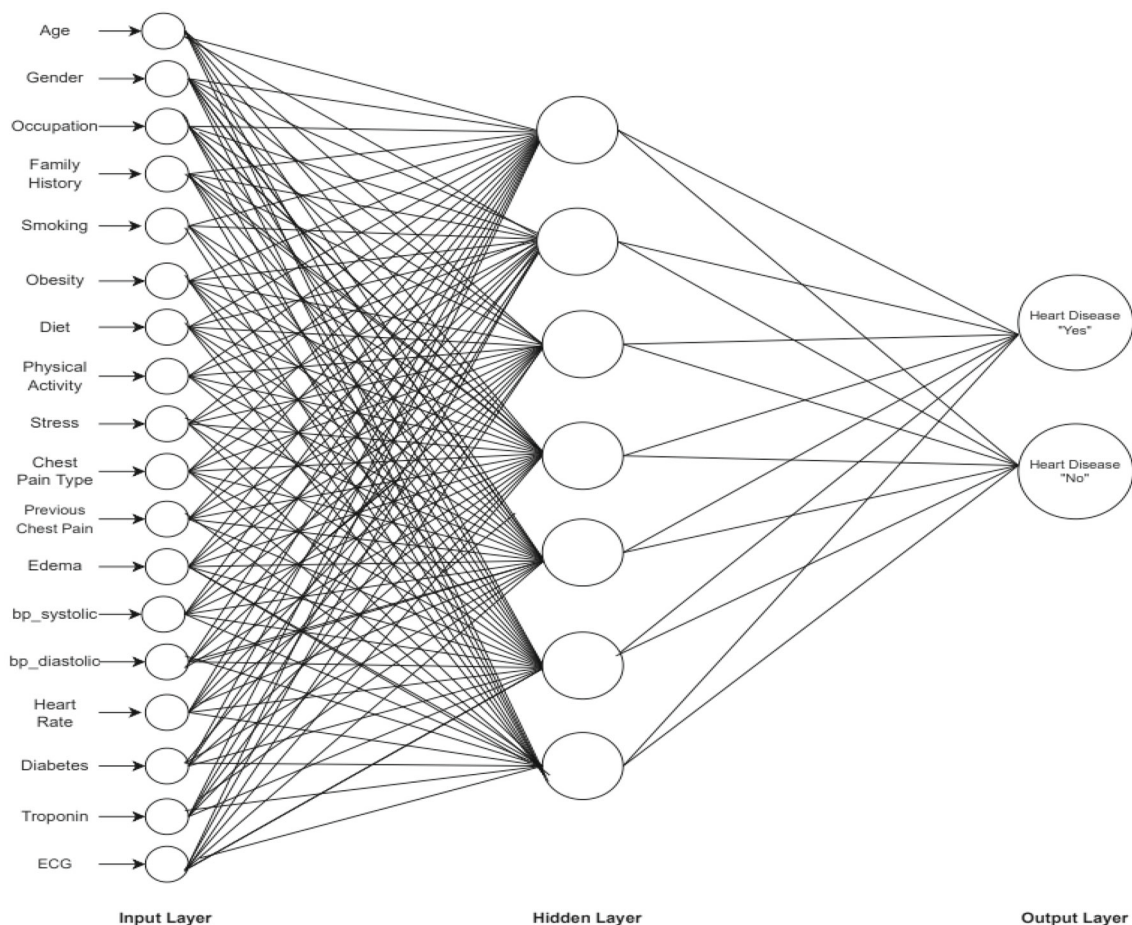 Age
Gender
Occupation
Family
History
Smoking
Obesity
Diet
Physical
Activity
Stress
Chest
Pain Type
Previous
Chest Pain
Edema
bp_systolic
bp_diastolic
Heart
Rate
Diabetes
Troponin
ECG
Heart Disease
"Yes"
Heart Disease
"No"
Input Layer
Hidden Layer
Output Layer